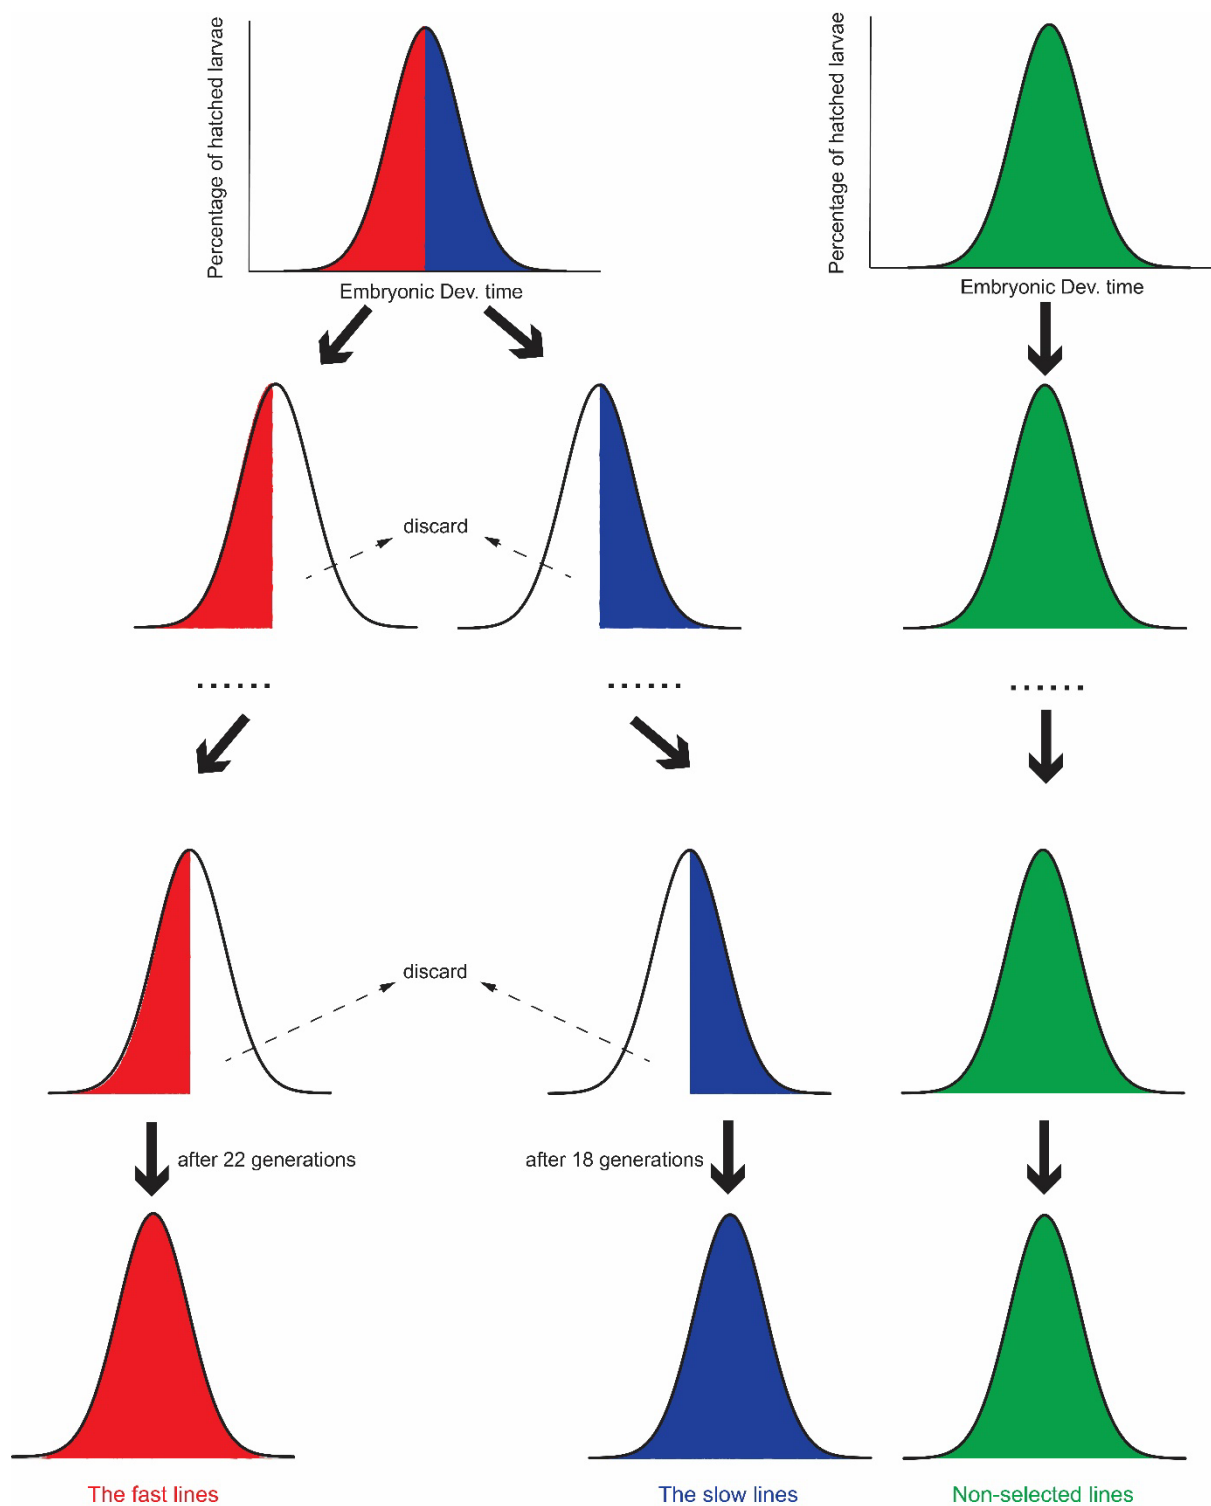 Percentage of hatched larvae
Percentage of hatched larvae
Embryonic Dev. time
Embryonic Dev. time
discard
discard
after 22 generations
after 18 generations
The fast lines
The slow lines
Non-selected lines